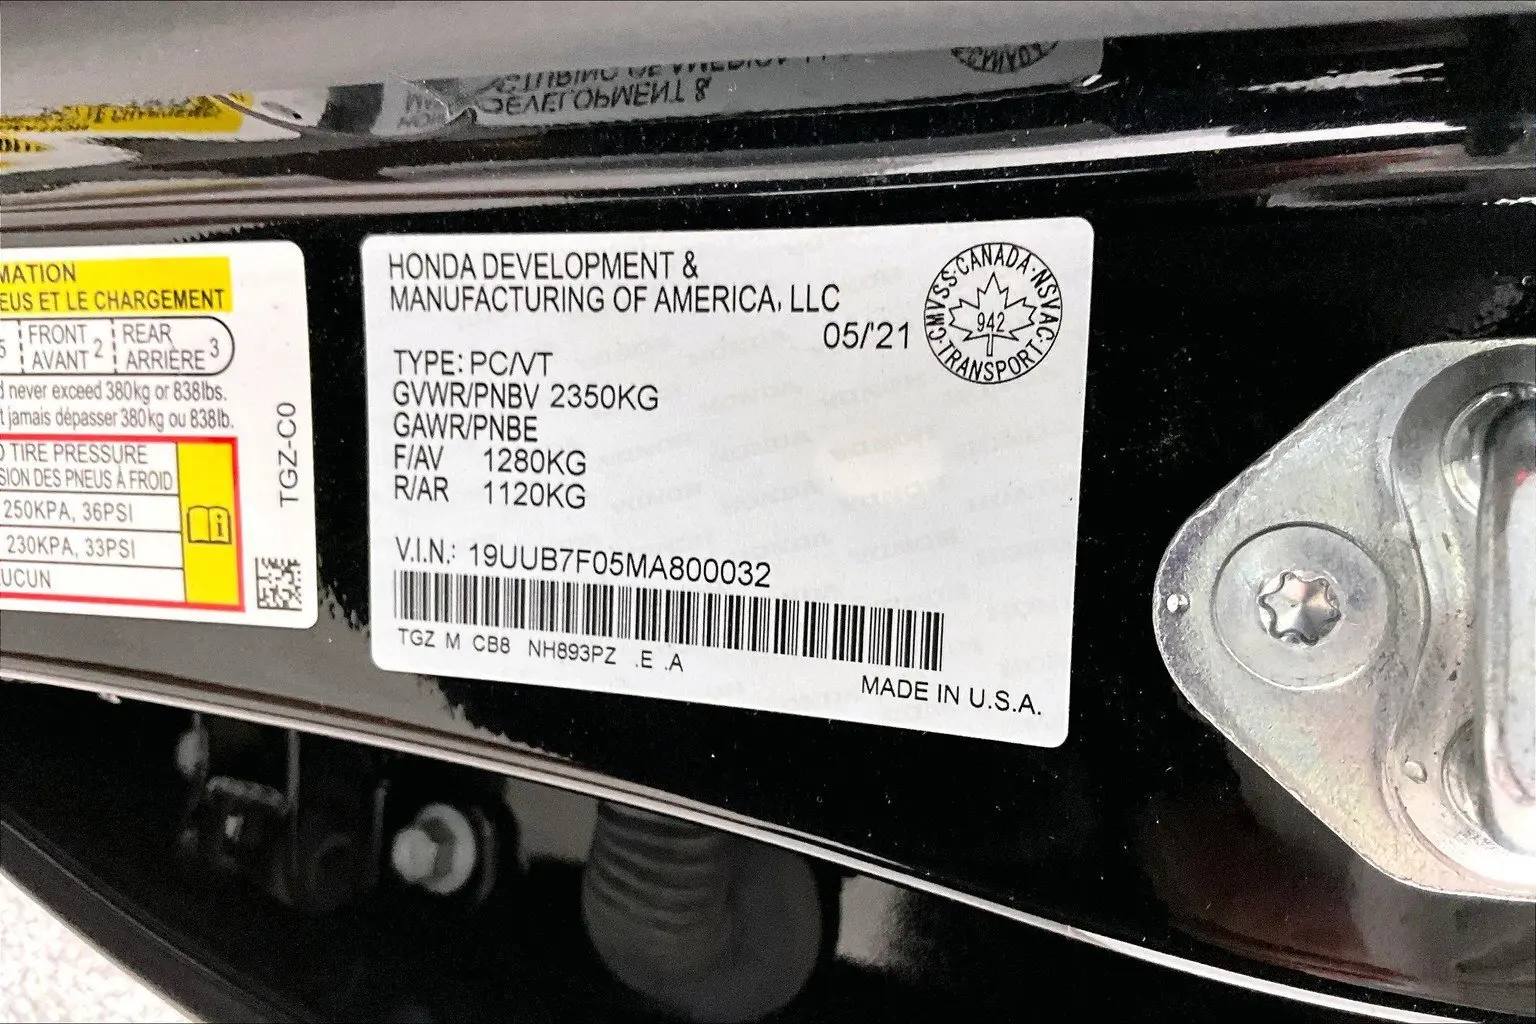 MATION
EUS ET LE CHARGEMENT
5 FRONT AVANT 2 REAR ARRIÈRE 3
never exceed 380kg or 838lbs.
jamais dépasser 380kg ou 838lb.
TIRE PRESSURE
SION DES PNEUS À FROID
250KPA, 36PSI
230KPA, 33PSI
UCUN
TGZ-C0
HONDA DEVELOPMENT &
MANUFACTURING OF AMERICA, LLC
05/'21
CMVSS·CANADA·NSVAC·TRANSPORT·
942
TYPE: PC/VT
GVWR/PNBV 2350KG
GAWR/PNBE
F/AV 1280KG
R/AR 1120KG
V.I.N.: 19UUB7F05MA800032
TGZ M CB8 NH893PZ .E .A
MADE IN U.S.A.